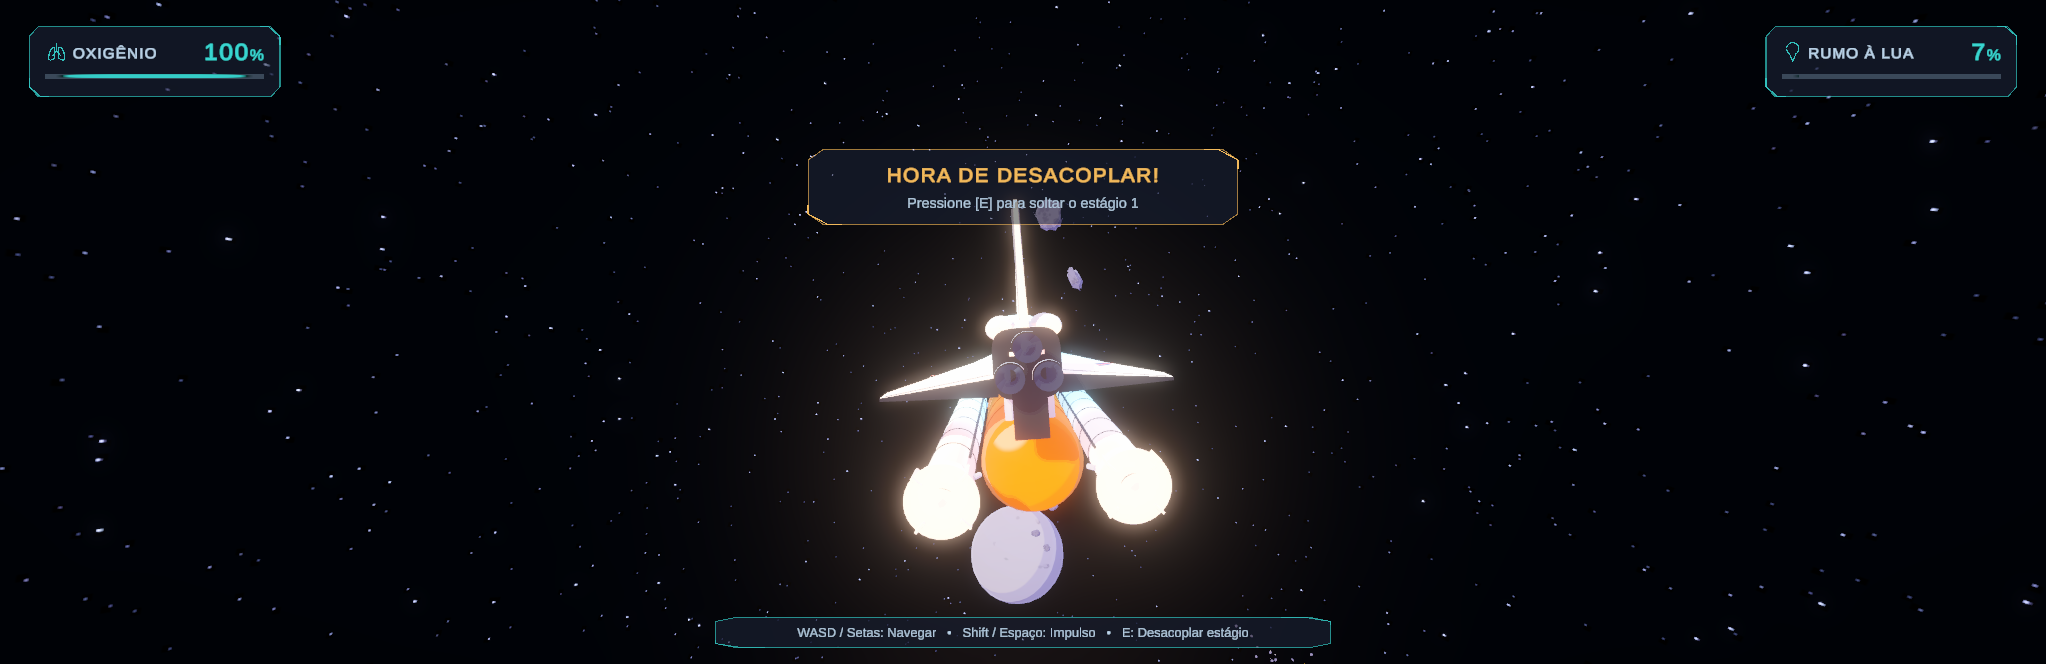 OXIGÊNIO 100%
RUMO À LUA 7%
HORA DE DESACOPLAR!
Pressione [E] para soltar o estágio 1
WASD / Setas: Navegar • Shift / Espaço: Impulso • E: Desacoplar estágio